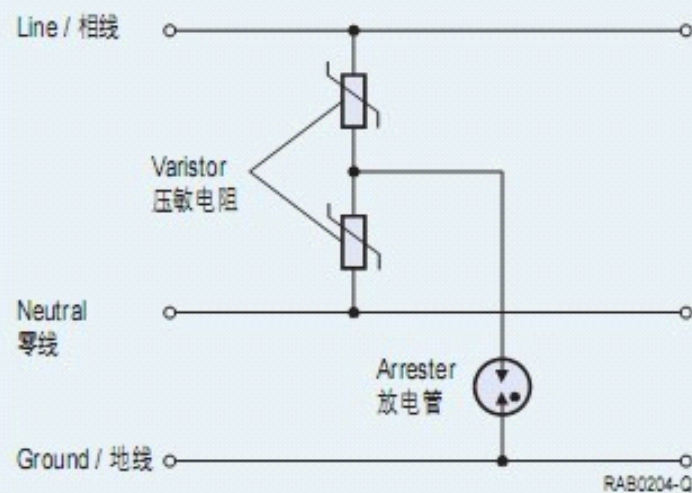 Line / 相线
Varistor
压敏电阻
Neutral
零线
Arrester
放电管
Ground / 地线
RAB0204-Q